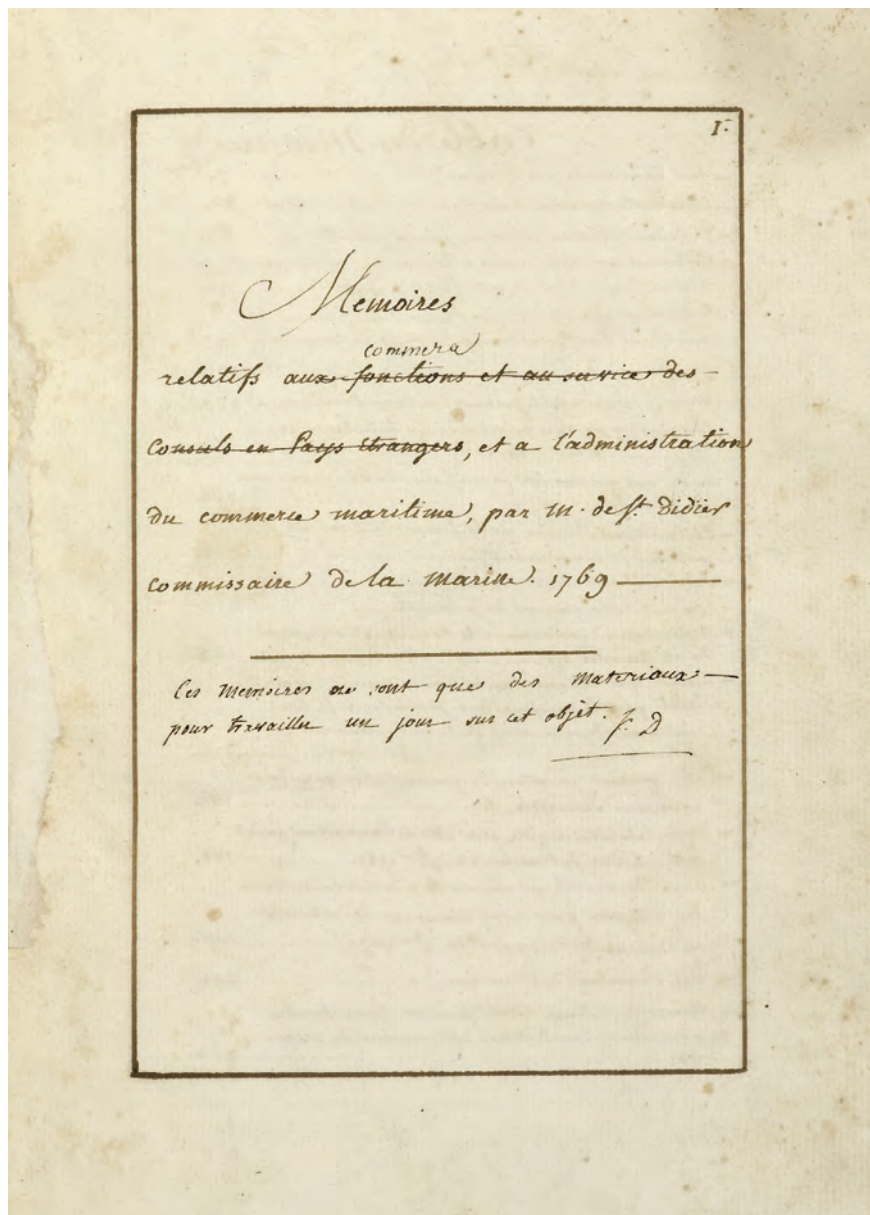 1.
Memoires
commerce
relatifs aux fonctions et au service des
Consuls en Pays Etrangers, et a l'administration
du commerce maritime, par m. de St. Didier
commissaire de la marine. 1769
Ces memoires ne sont que des materiaux
pour travailler un jour sur cet objèt. S. D